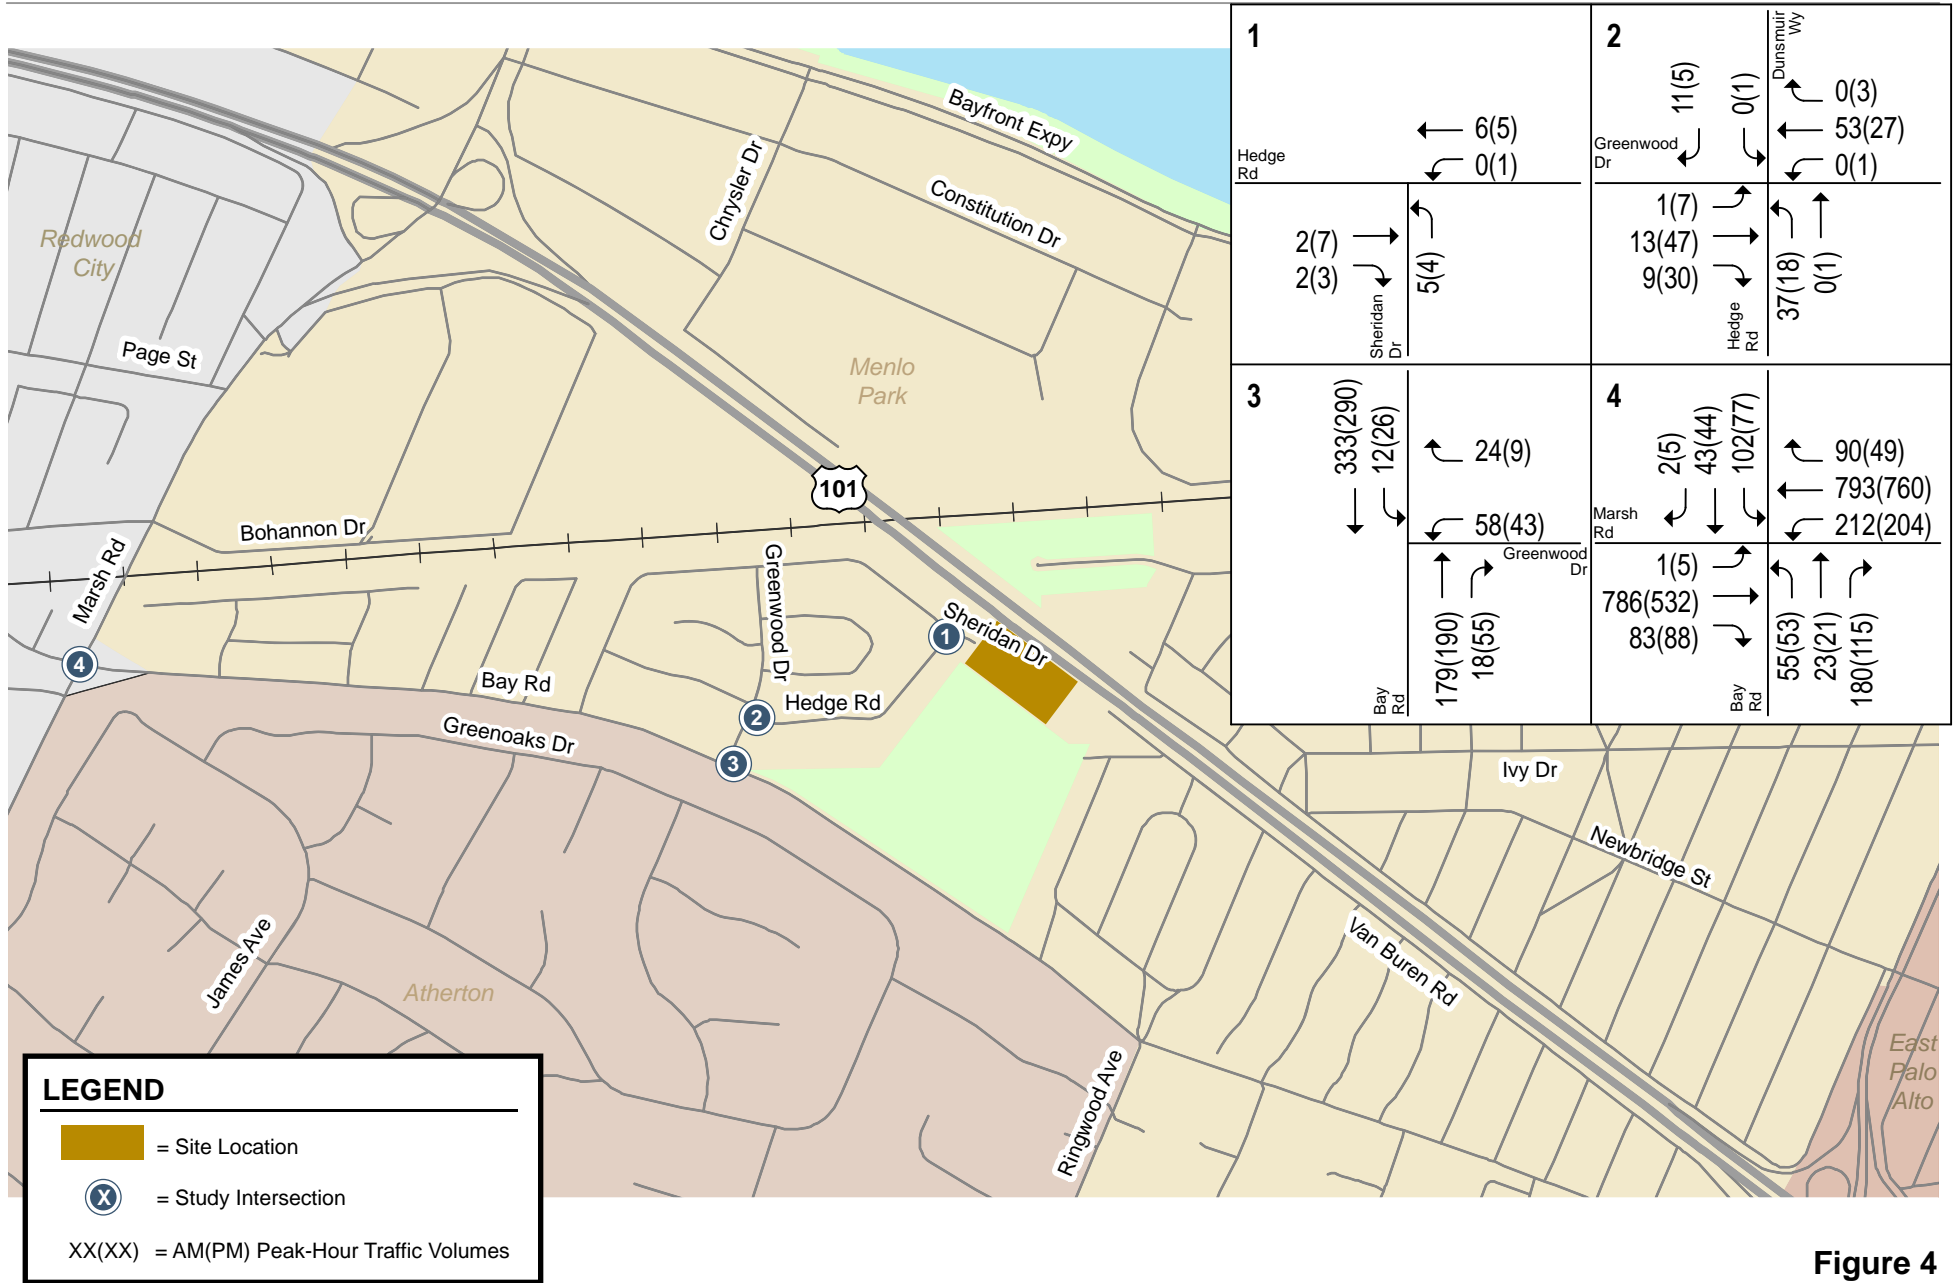 1
Hedge
Rd
6(5)
0(1)
2(7)
2(3)
5(4)
Sheridan
Dr
2
Dunsmuir
Wy
11(5)
0(1)
0(3)
53(27)
0(1)
Greenwood
Dr
1(7)
13(47)
9(30)
37(18)
0(1)
Hedge
Rd
3
333(290)
12(26)
24(9)
58(43)
Greenwood
Dr
179(190)
18(55)
Bay
Rd
4
2(5)
43(44)
102(77)
90(49)
793(760)
212(204)
Marsh
Rd
1(5)
786(532)
83(88)
55(53)
23(21)
180(115)
Bay
Rd
Bayfront Expy
Chrysler Dr
Constitution Dr
Redwood
City
Page St
Menlo
Park
101
Bohannon Dr
Marsh Rd
Greenwood Dr
Sheridan Dr
1
4
Bay Rd
Hedge Rd
2
Greenoaks Dr
3
Ivy Dr
Newbridge St
Van Buren Rd
James Ave
Atherton
Ringwood Ave
East
Palo
Alto
LEGEND
= Site Location
X = Study Intersection
XX(XX) = AM(PM) Peak-Hour Traffic Volumes
Figure 4